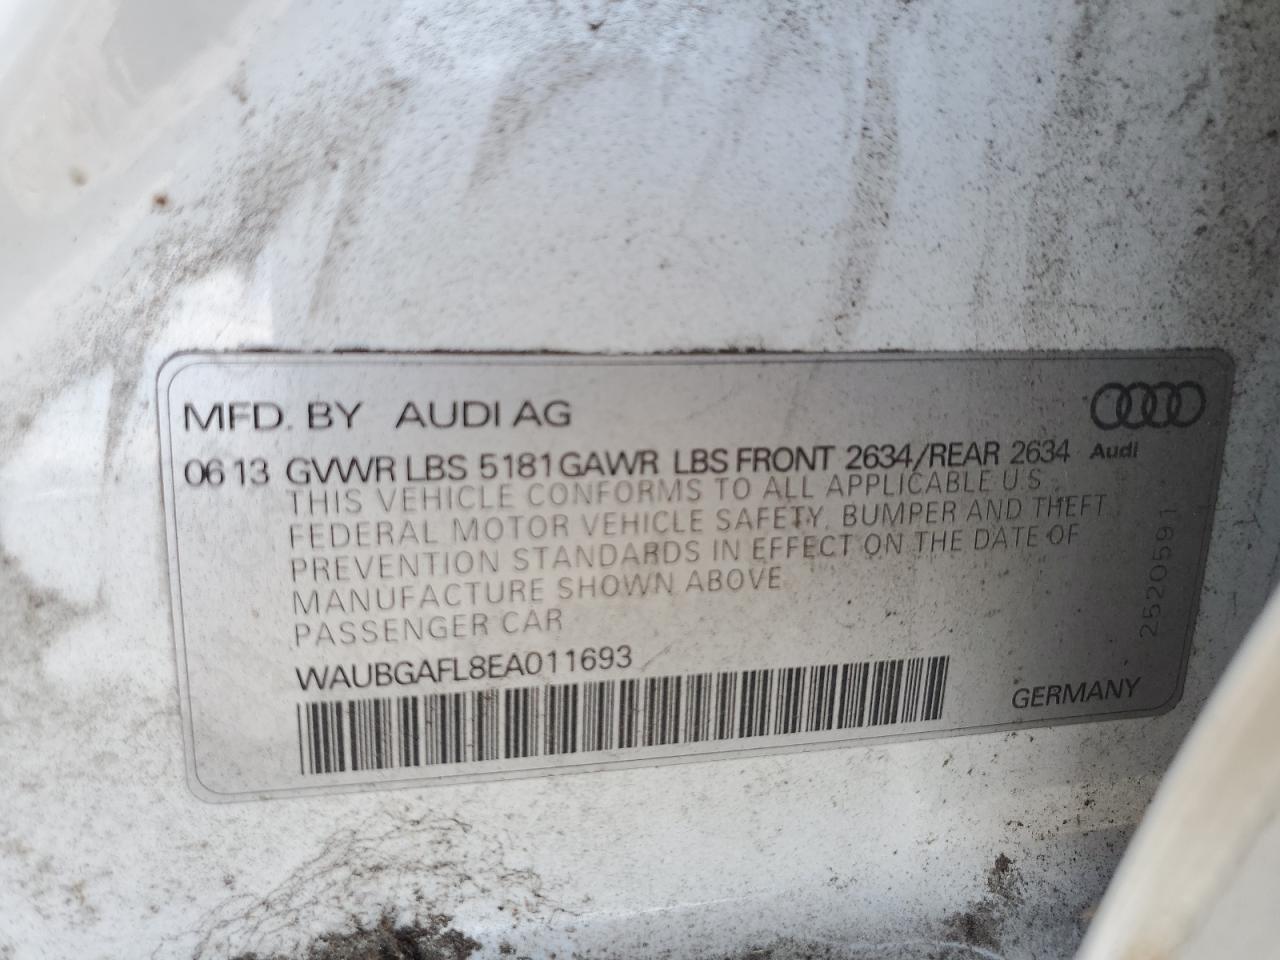 MFD. BY AUDI AG
Audi
06 13 GVWR LBS 5181 GAWR LBS FRONT 2634/REAR 2634
THIS VEHICLE CONFORMS TO ALL APPLICABLE U S
FEDERAL MOTOR VEHICLE SAFETY, BUMPER AND THEFT
PREVENTION STANDARDS IN EFFECT ON THE DATE OF
MANUFACTURE SHOWN ABOVE
PASSENGER CAR
WAUBGAFL8EA011693
GERMANY
2520591